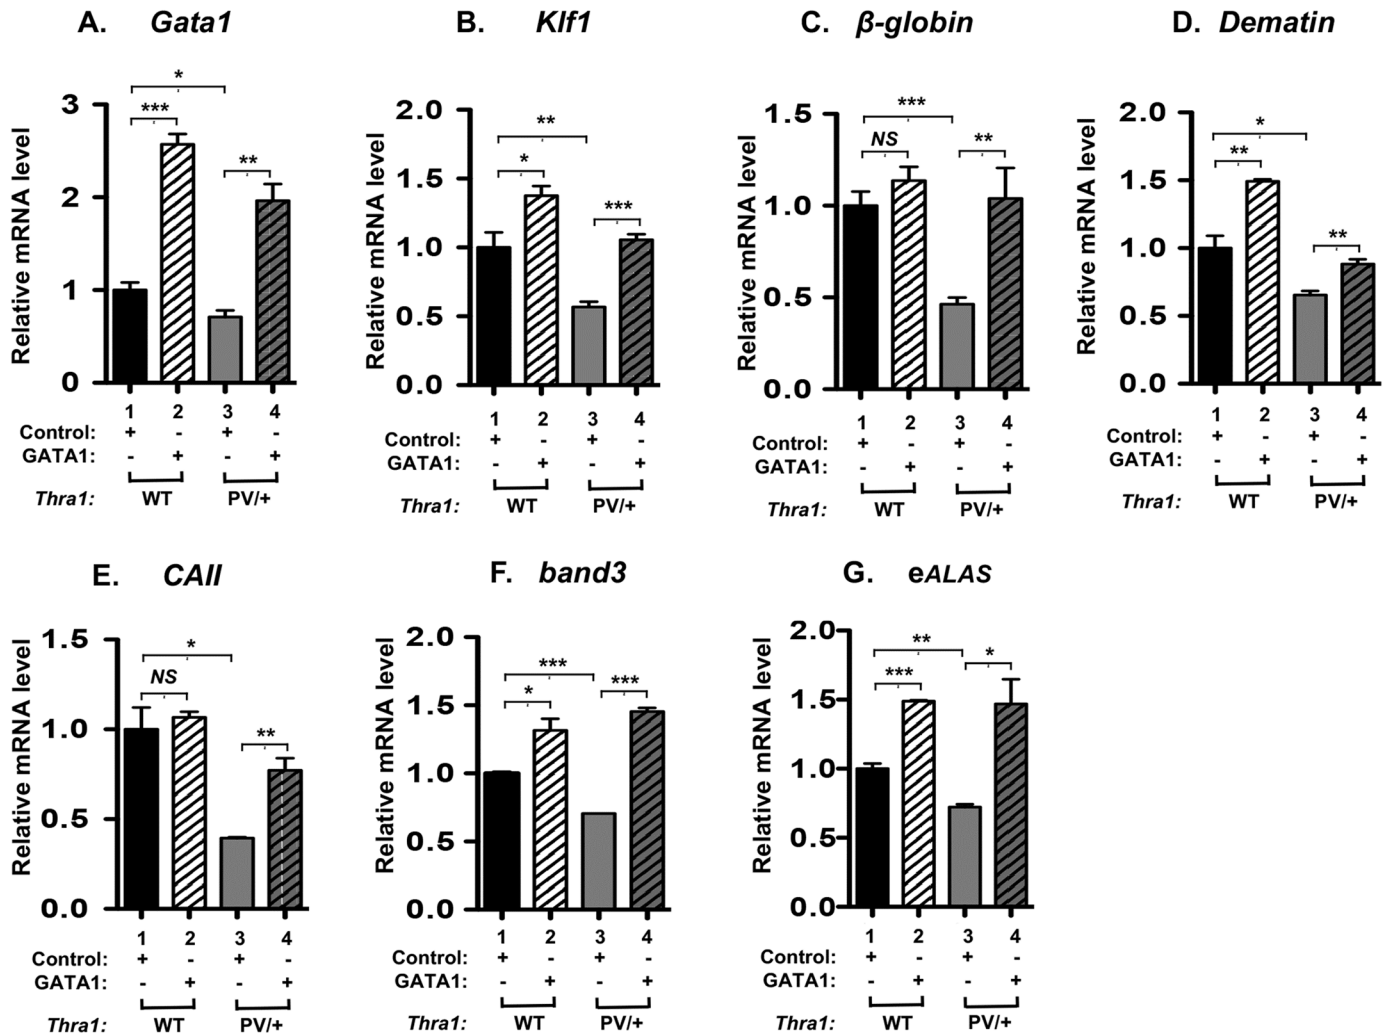 A. Gata1
Relative mRNA level
3
2
1
0
*
***
**
1 2 3 4
Control: + - + -
GATA1: - + - +
Thra1: WT PV/+
B. Klf1
Relative mRNA level
2.0
1.5
1.0
0.5
0.0
**
*
***
1 2 3 4
Control: + - + -
GATA1: - + - +
Thra1: WT PV/+
C. β-globin
Relative mRNA level
1.5
1.0
0.5
0.0
***
NS
**
1 2 3 4
Control: + - + -
GATA1: - + - +
Thra1: WT PV/+
D. Dematin
Relative mRNA level
2.0
1.5
1.0
0.5
0.0
*
**
**
1 2 3 4
Control: + - + -
GATA1: - + - +
Thra1: WT PV/+
E. CAII
Relative mRNA level
1.5
1.0
0.5
0.0
*
NS
**
1 2 3 4
Control: + - + -
GATA1: - + - +
Thra1: WT PV/+
F. band3
Relative mRNA level
2.0
1.5
1.0
0.5
0.0
***
*
***
1 2 3 4
Control: + - + -
GATA1: - + - +
Thra1: WT PV/+
G. eALAS
Relative mRNA level
2.0
1.5
1.0
0.5
0.0
**
***
*
1 2 3 4
Control: + - + -
GATA1: - + - +
Thra1: WT PV/+